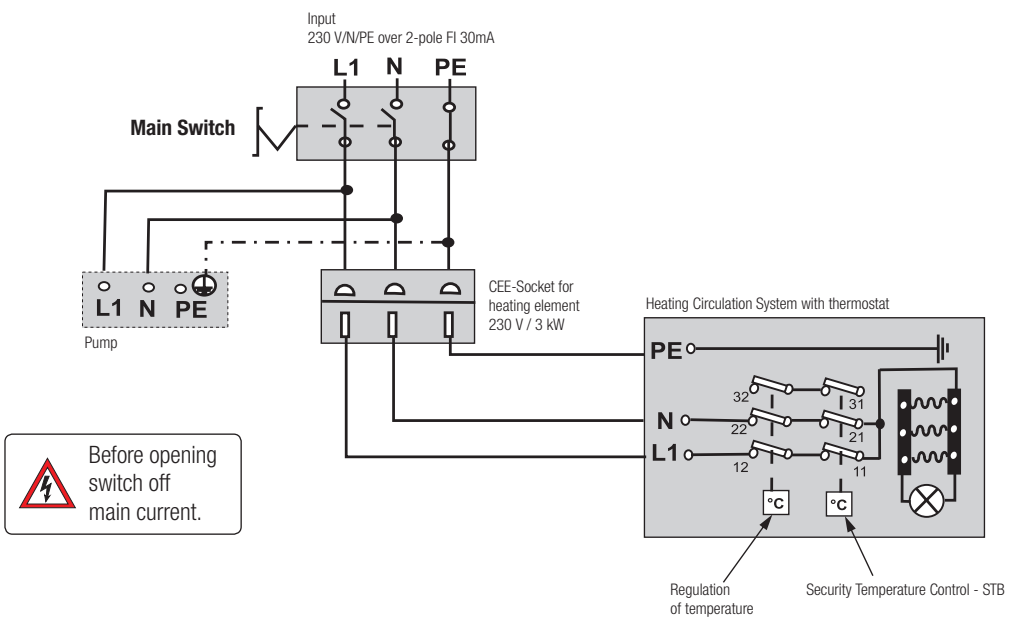 Input
230 V/N/PE over 2-pole FI 30mA
L1 N PE
Main Switch
L1 N PE
Pump
CEE-Socket for
heating element
230 V / 3 kW
Heating Circulation System with thermostat
PE
32 31
N 22 21
L1 12 11
°C °C
Regulation
of temperature
Security Temperature Control - STB
Before opening
switch off
main current.